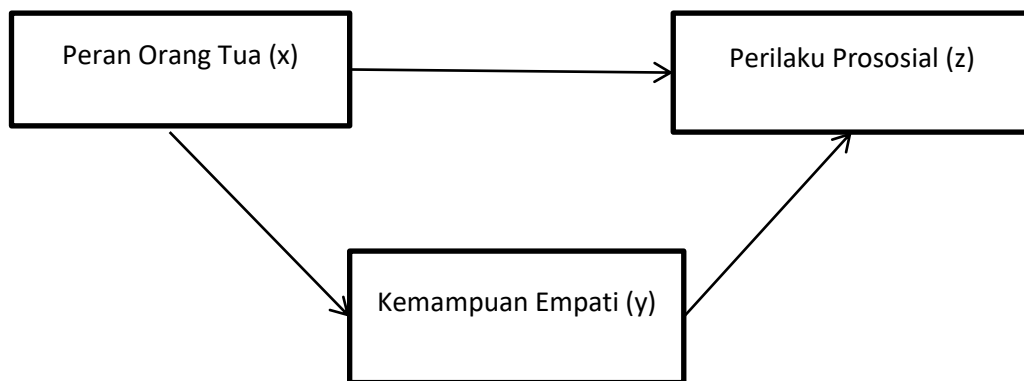 Peran Orang Tua (x)
Perilaku Prososial (z)
Kemampuan Empati (y)